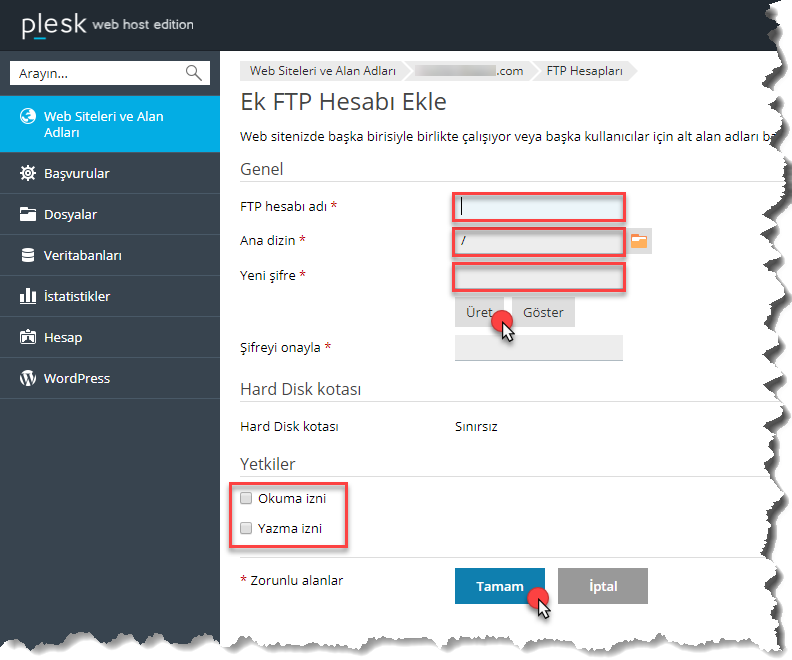 plesk web host edition
Arayın...
Web Siteleri ve Alan
Adları
Başvurular
Dosyalar
Veritabanları
İstatistikler
Hesap
WordPress
Web Siteleri ve Alan Adları
.com
FTP Hesapları
Ek FTP Hesabı Ekle
Web sitenizde başka birisiyle birlikte çalışıyor veya başka kullanıcılar için alt alan adları
Genel
FTP hesabı adı *
Ana dizin *
/
Yeni şifre *
Üret
Göster
Şifreyi onayla *
Hard Disk kotası
Hard Disk kotası
Sınırsız
Yetkiler
Okuma izni
Yazma izni
* Zorunlu alanlar
Tamam
İptal